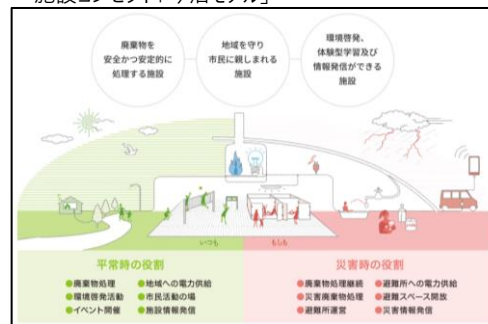 施設コンセプト「今治モデル」
廃棄物を
安全かつ安定的に
処理する施設
地域を守り
市民に親しまれる
施設
環境啓発、
体験型学習及び
情報発信ができる
施設
いつも
もしも
平常時の役割
●廃棄物処理
●環境啓発活動
●イベント開催
●地域への電力供給
●市民活動の場
●施設情報発信
災害時の役割
●廃棄物処理継続
●災害廃棄物処理
●避難所運営
●避難所への電力供給
●避難スペース開放
●災害情報発信